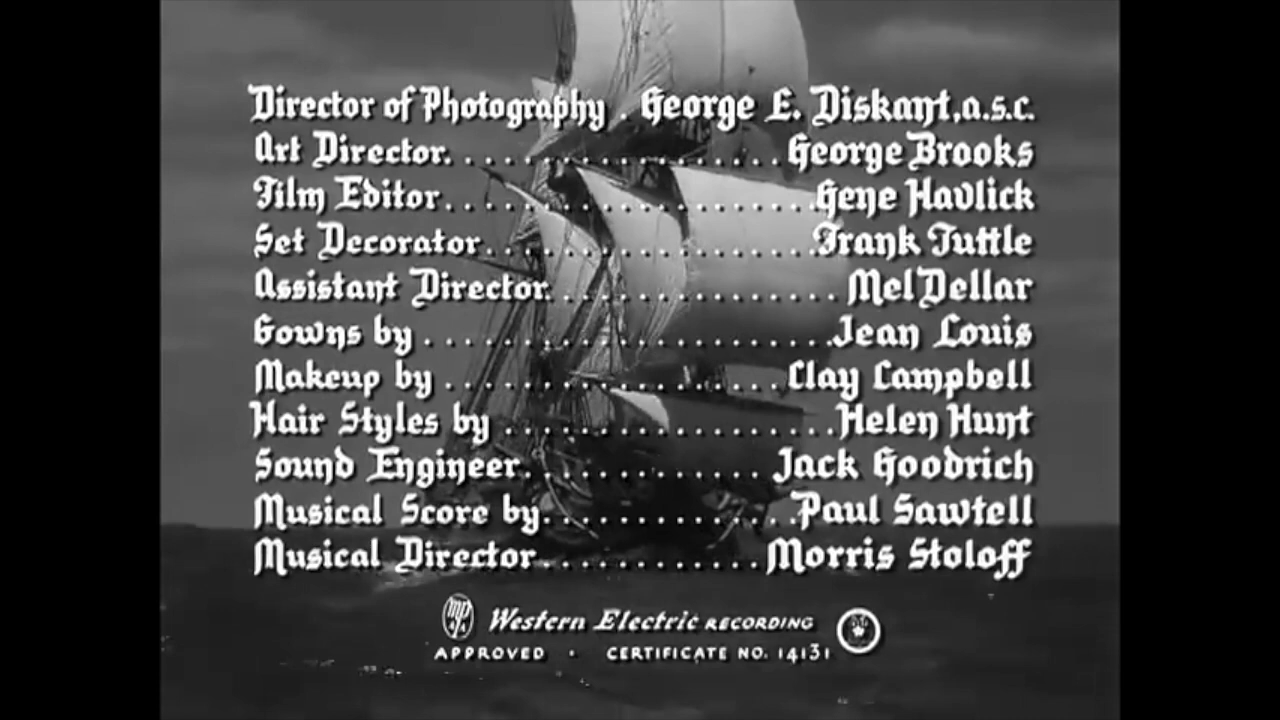 Director of Photography . George E. Diskant, a.s.c.
Art Director. . . . . . . . . . . . . . . . . . George Brooks
Film Editor . . . . . . . . . . . . . . . . . . . . Gene Havlick
Set Decorator . . . . . . . . . . . . . . . . . . Frank Tuttle
Assistant Director. . . . . . . . . . . . . . . . Mel Dellar
Gowns by . . . . . . . . . . . . . . . . . . . . . . Jean Louis
Makeup by . . . . . . . . . . . . . . . . . . Clay Campbell
Hair Styles by . . . . . . . . . . . . . . . . . . Helen Hunt
Sound Engineer. . . . . . . . . . . . . Jack Goodrich
Musical Score by. . . . . . . . . . . . . . Paul Sawtell
Musical Director . . . . . . . . . . . . Morris Stoloff
Western Electric RECORDING
APPROVED · CERTIFICATE NO. 14131